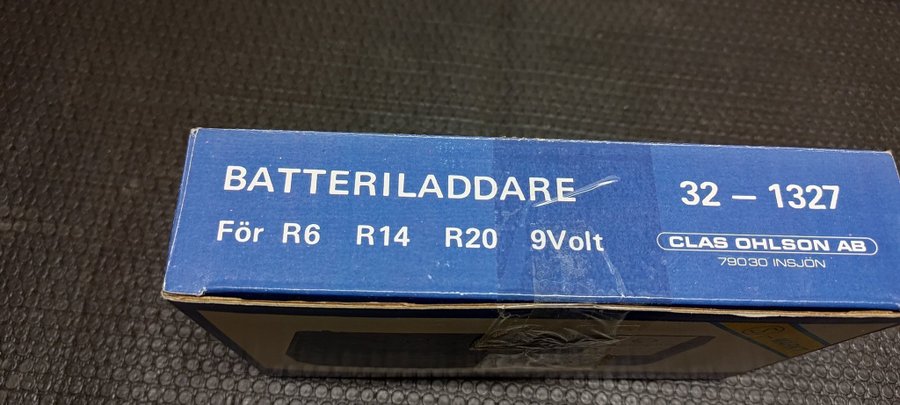 BATTERILADDARE 32 – 1327
För R6 R14 R20 9Volt
CLAS OHLSON AB
79030 INSJÖN